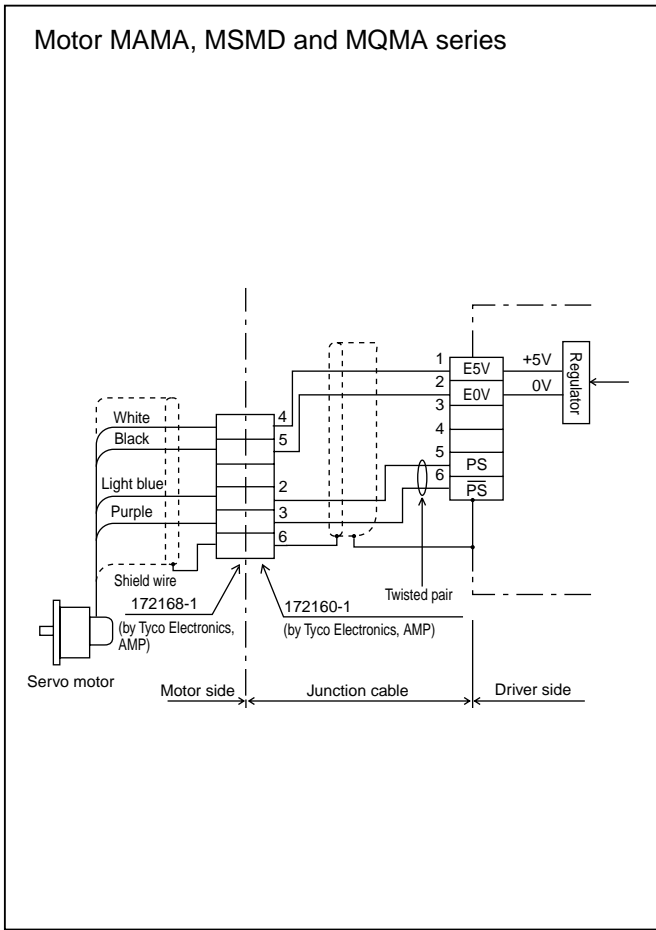 Motor MAMA, MSMD and MQMA series
1
E5V
+5V
Regulator
2
E0V
0V
3
4
5
PS
6
P̅S̅
White
4
Black
5
Light blue
2
Purple
3
6
Shield wire
172168-1
(by Tyco Electronics,
AMP)
172160-1
(by Tyco Electronics, AMP)
Twisted pair
Servo motor
Motor side
Junction cable
Driver side